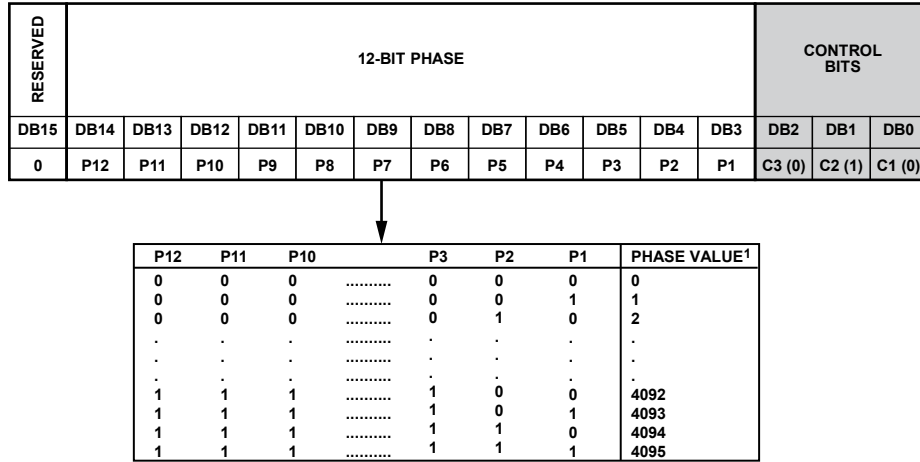 RESERVED
12-BIT PHASE
CONTROL
BITS
DB15 DB14 DB13 DB12 DB11 DB10 DB9 DB8 DB7 DB6 DB5 DB4 DB3 DB2 DB1 DB0
0 P12 P11 P10 P9 P8 P7 P6 P5 P4 P3 P2 P1 C3 (0) C2 (1) C1 (0)
P12 P11 P10 P3 P2 P1 PHASE VALUE1
0 0 0 .......... 0 0 0 0
0 0 0 .......... 0 0 1 1
0 0 0 .......... 0 1 0 2
. . . .......... . . . .
. . . .......... . . . .
. . . .......... . . . .
1 1 1 .......... 1 0 0 4092
1 1 1 .......... 1 0 1 4093
1 1 1 .......... 1 1 0 4094
1 1 1 .......... 1 1 1 4095